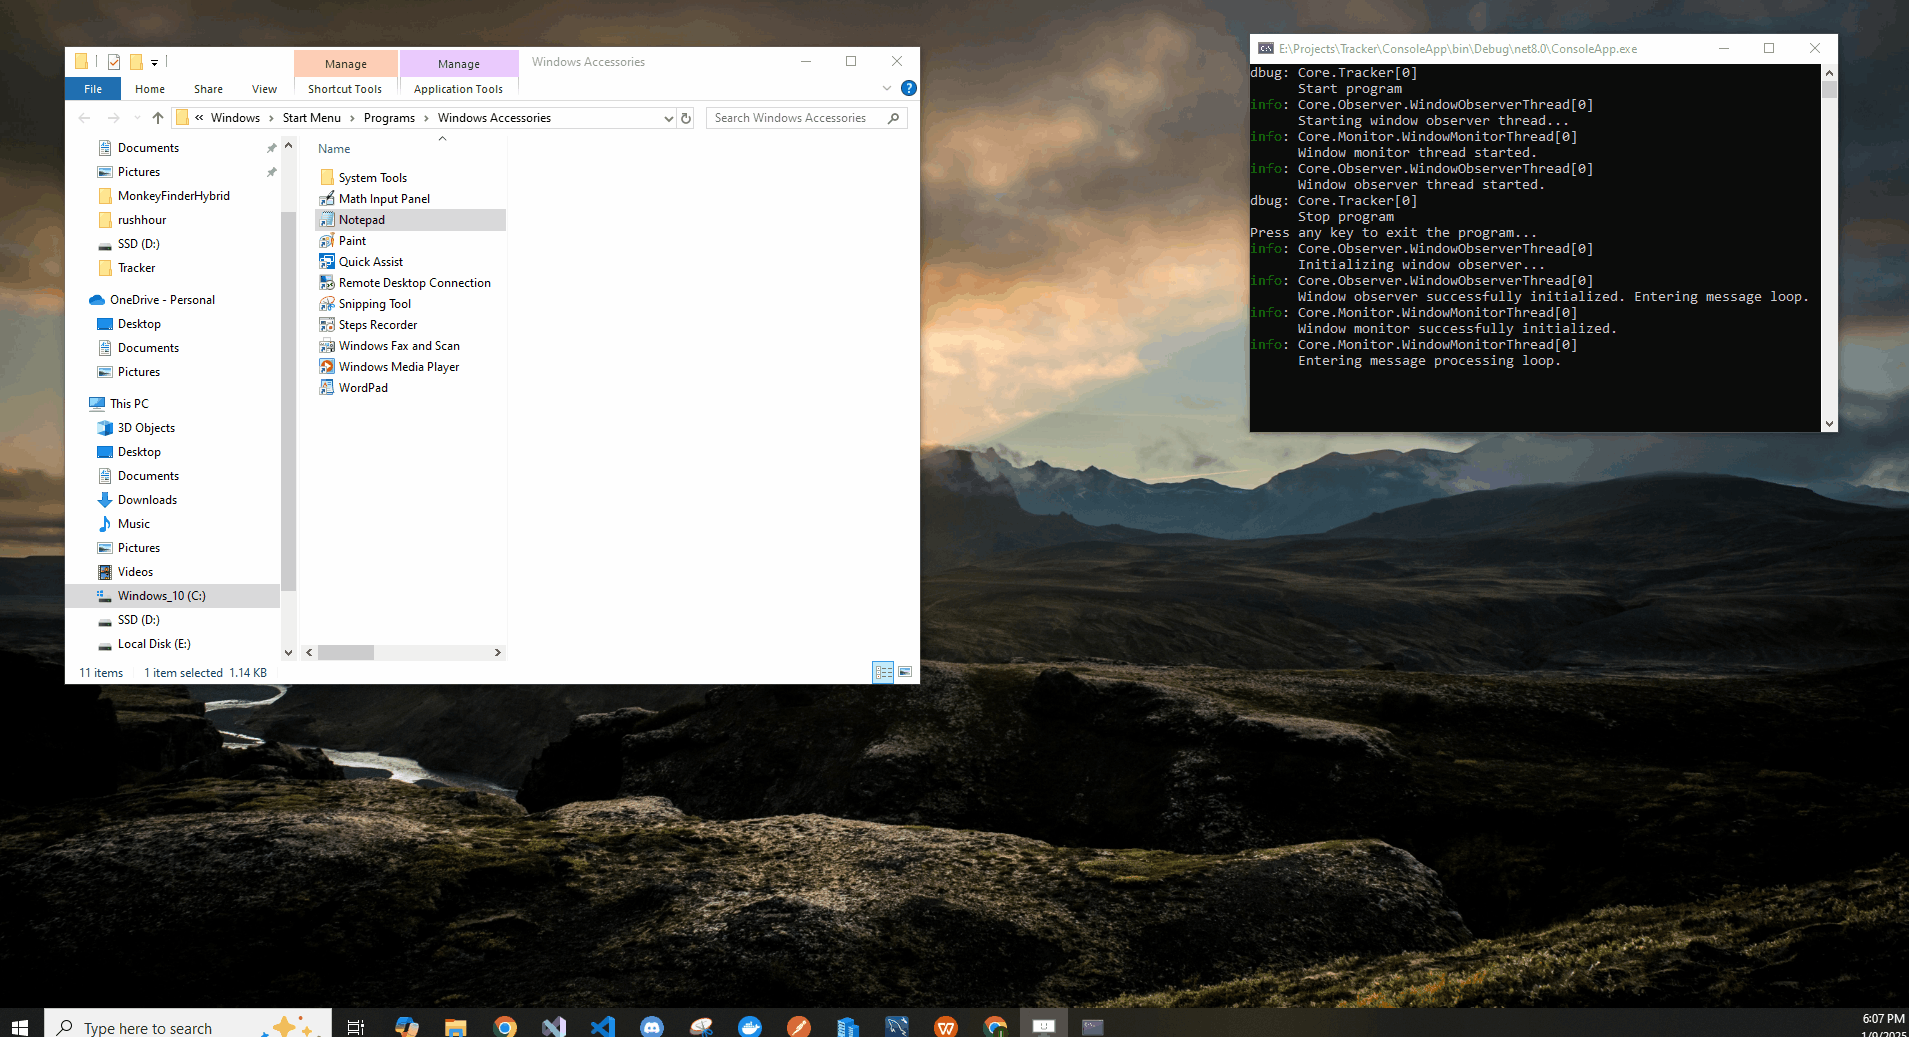 Manage
Manage
Windows Accessories
File
Home
Share
View
Shortcut Tools
Application Tools
?
« Windows › Start Menu › Programs › Windows Accessories
Search Windows Accessories
Documents
Pictures
MonkeyFinderHybrid
rushhour
SSD (D:)
Tracker
OneDrive - Personal
Desktop
Documents
Pictures
This PC
3D Objects
Desktop
Documents
Downloads
Music
Pictures
Videos
Windows_10 (C:)
SSD (D:)
Local Disk (E:)
Name
System Tools
Math Input Panel
Notepad
Paint
Quick Assist
Remote Desktop Connection
Snipping Tool
Steps Recorder
Windows Fax and Scan
Windows Media Player
WordPad
11 items
1 item selected 1.14 KB
E:\Projects\Tracker\ConsoleApp\bin\Debug\net8.0\ConsoleApp.exe
dbug: Core.Tracker[0]
Start program
info: Core.Observer.WindowObserverThread[0]
Starting window observer thread...
info: Core.Monitor.WindowMonitorThread[0]
Window monitor thread started.
info: Core.Observer.WindowObserverThread[0]
Window observer thread started.
dbug: Core.Tracker[0]
Stop program
Press any key to exit the program...
info: Core.Observer.WindowObserverThread[0]
Initializing window observer...
info: Core.Observer.WindowObserverThread[0]
Window observer successfully initialized. Entering message loop.
info: Core.Monitor.WindowMonitorThread[0]
Window monitor successfully initialized.
info: Core.Monitor.WindowMonitorThread[0]
Entering message processing loop.
Type here to search
6:07 PM
1/9/2025